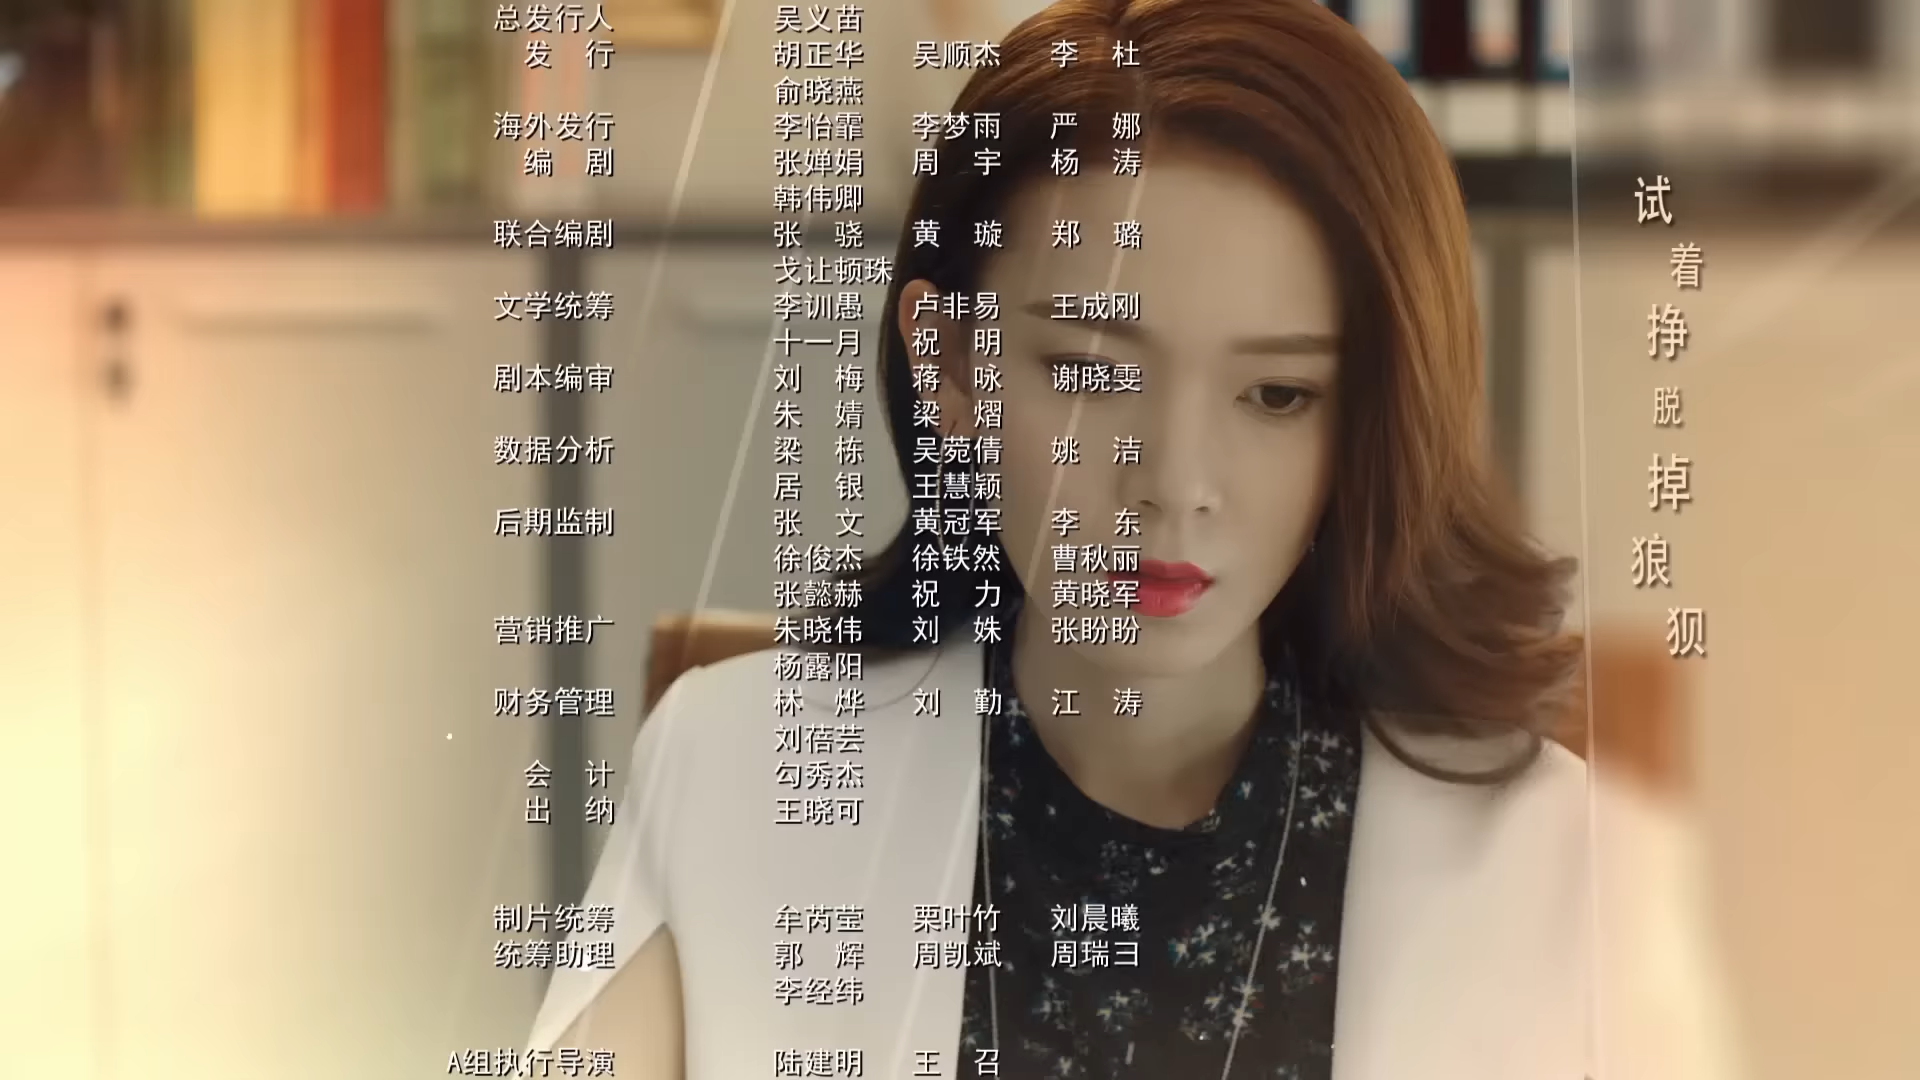 总发行人 吴义苗
发 行 胡正华 吴顺杰 李 杜
俞晓燕
海外发行 李怡霏 李梦雨 严 娜
编 剧 张婵娟 周 宇 杨 涛
韩伟卿
联合编剧 张 骁 黄 璇 郑 璐
戈让顿珠
文学统筹 李训愚 卢非易 王成刚
十一月 祝 明
剧本编审 刘 梅 蒋 咏 谢晓雯
朱 婧 梁 熠
数据分析 梁 栋 吴菀倩 姚 洁
居 银 王慧颖
后期监制 张 文 黄冠军 李 东
徐俊杰 徐铁然 曹秋丽
张懿赫 祝 力 黄晓军
营销推广 朱晓伟 刘 姝 张盼盼
杨露阳
财务管理 林 烨 刘 勤 江 涛
刘蓓芸
会 计 勾秀杰
出 纳 王晓可
制片统筹 牟芮莹 栗叶竹 刘晨曦
统筹助理 郭 辉 周凯斌 周瑞彐
李经纬
A组执行导演 陆建明 王 召
试着挣脱掉狼狈